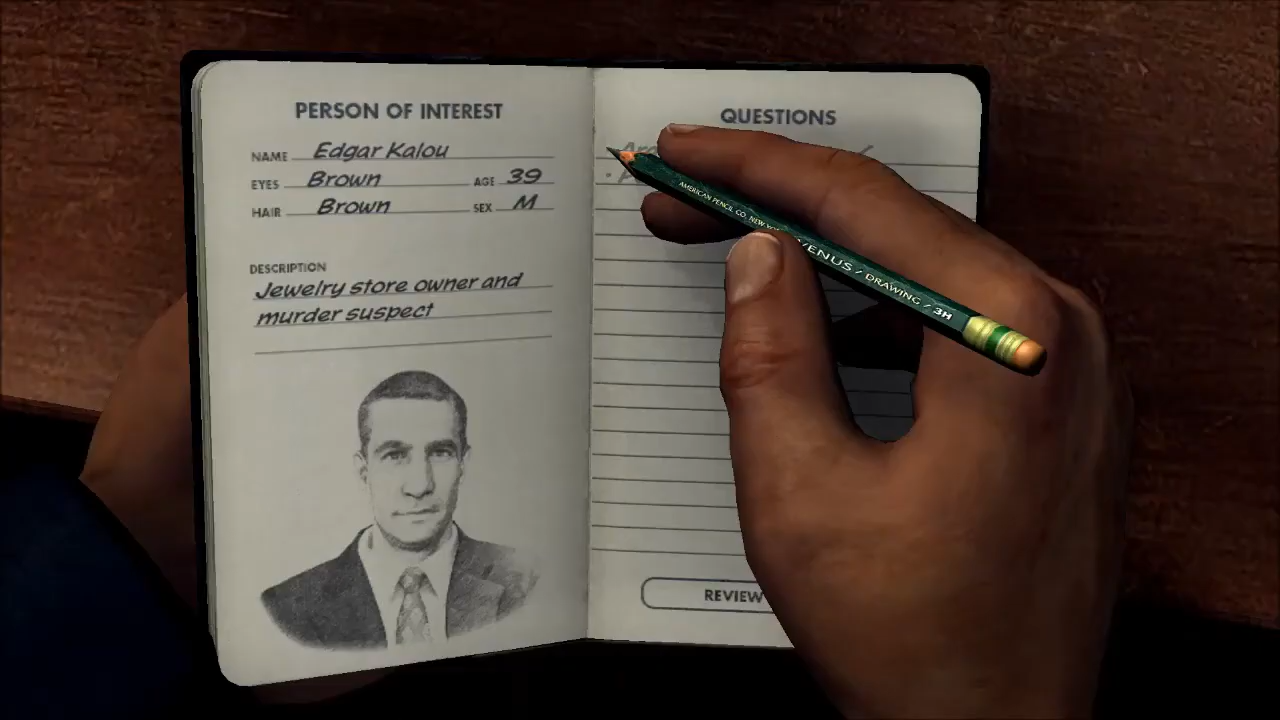 PERSON OF INTEREST
NAME Edgar Kalou
EYES Brown AGE 39
HAIR Brown SEX M
DESCRIPTION
Jewelry store owner and
murder suspect
QUESTIONS
AMERICAN PENCIL CO. NEW YO
VENUS / DRAWING / 3H
REVIEW